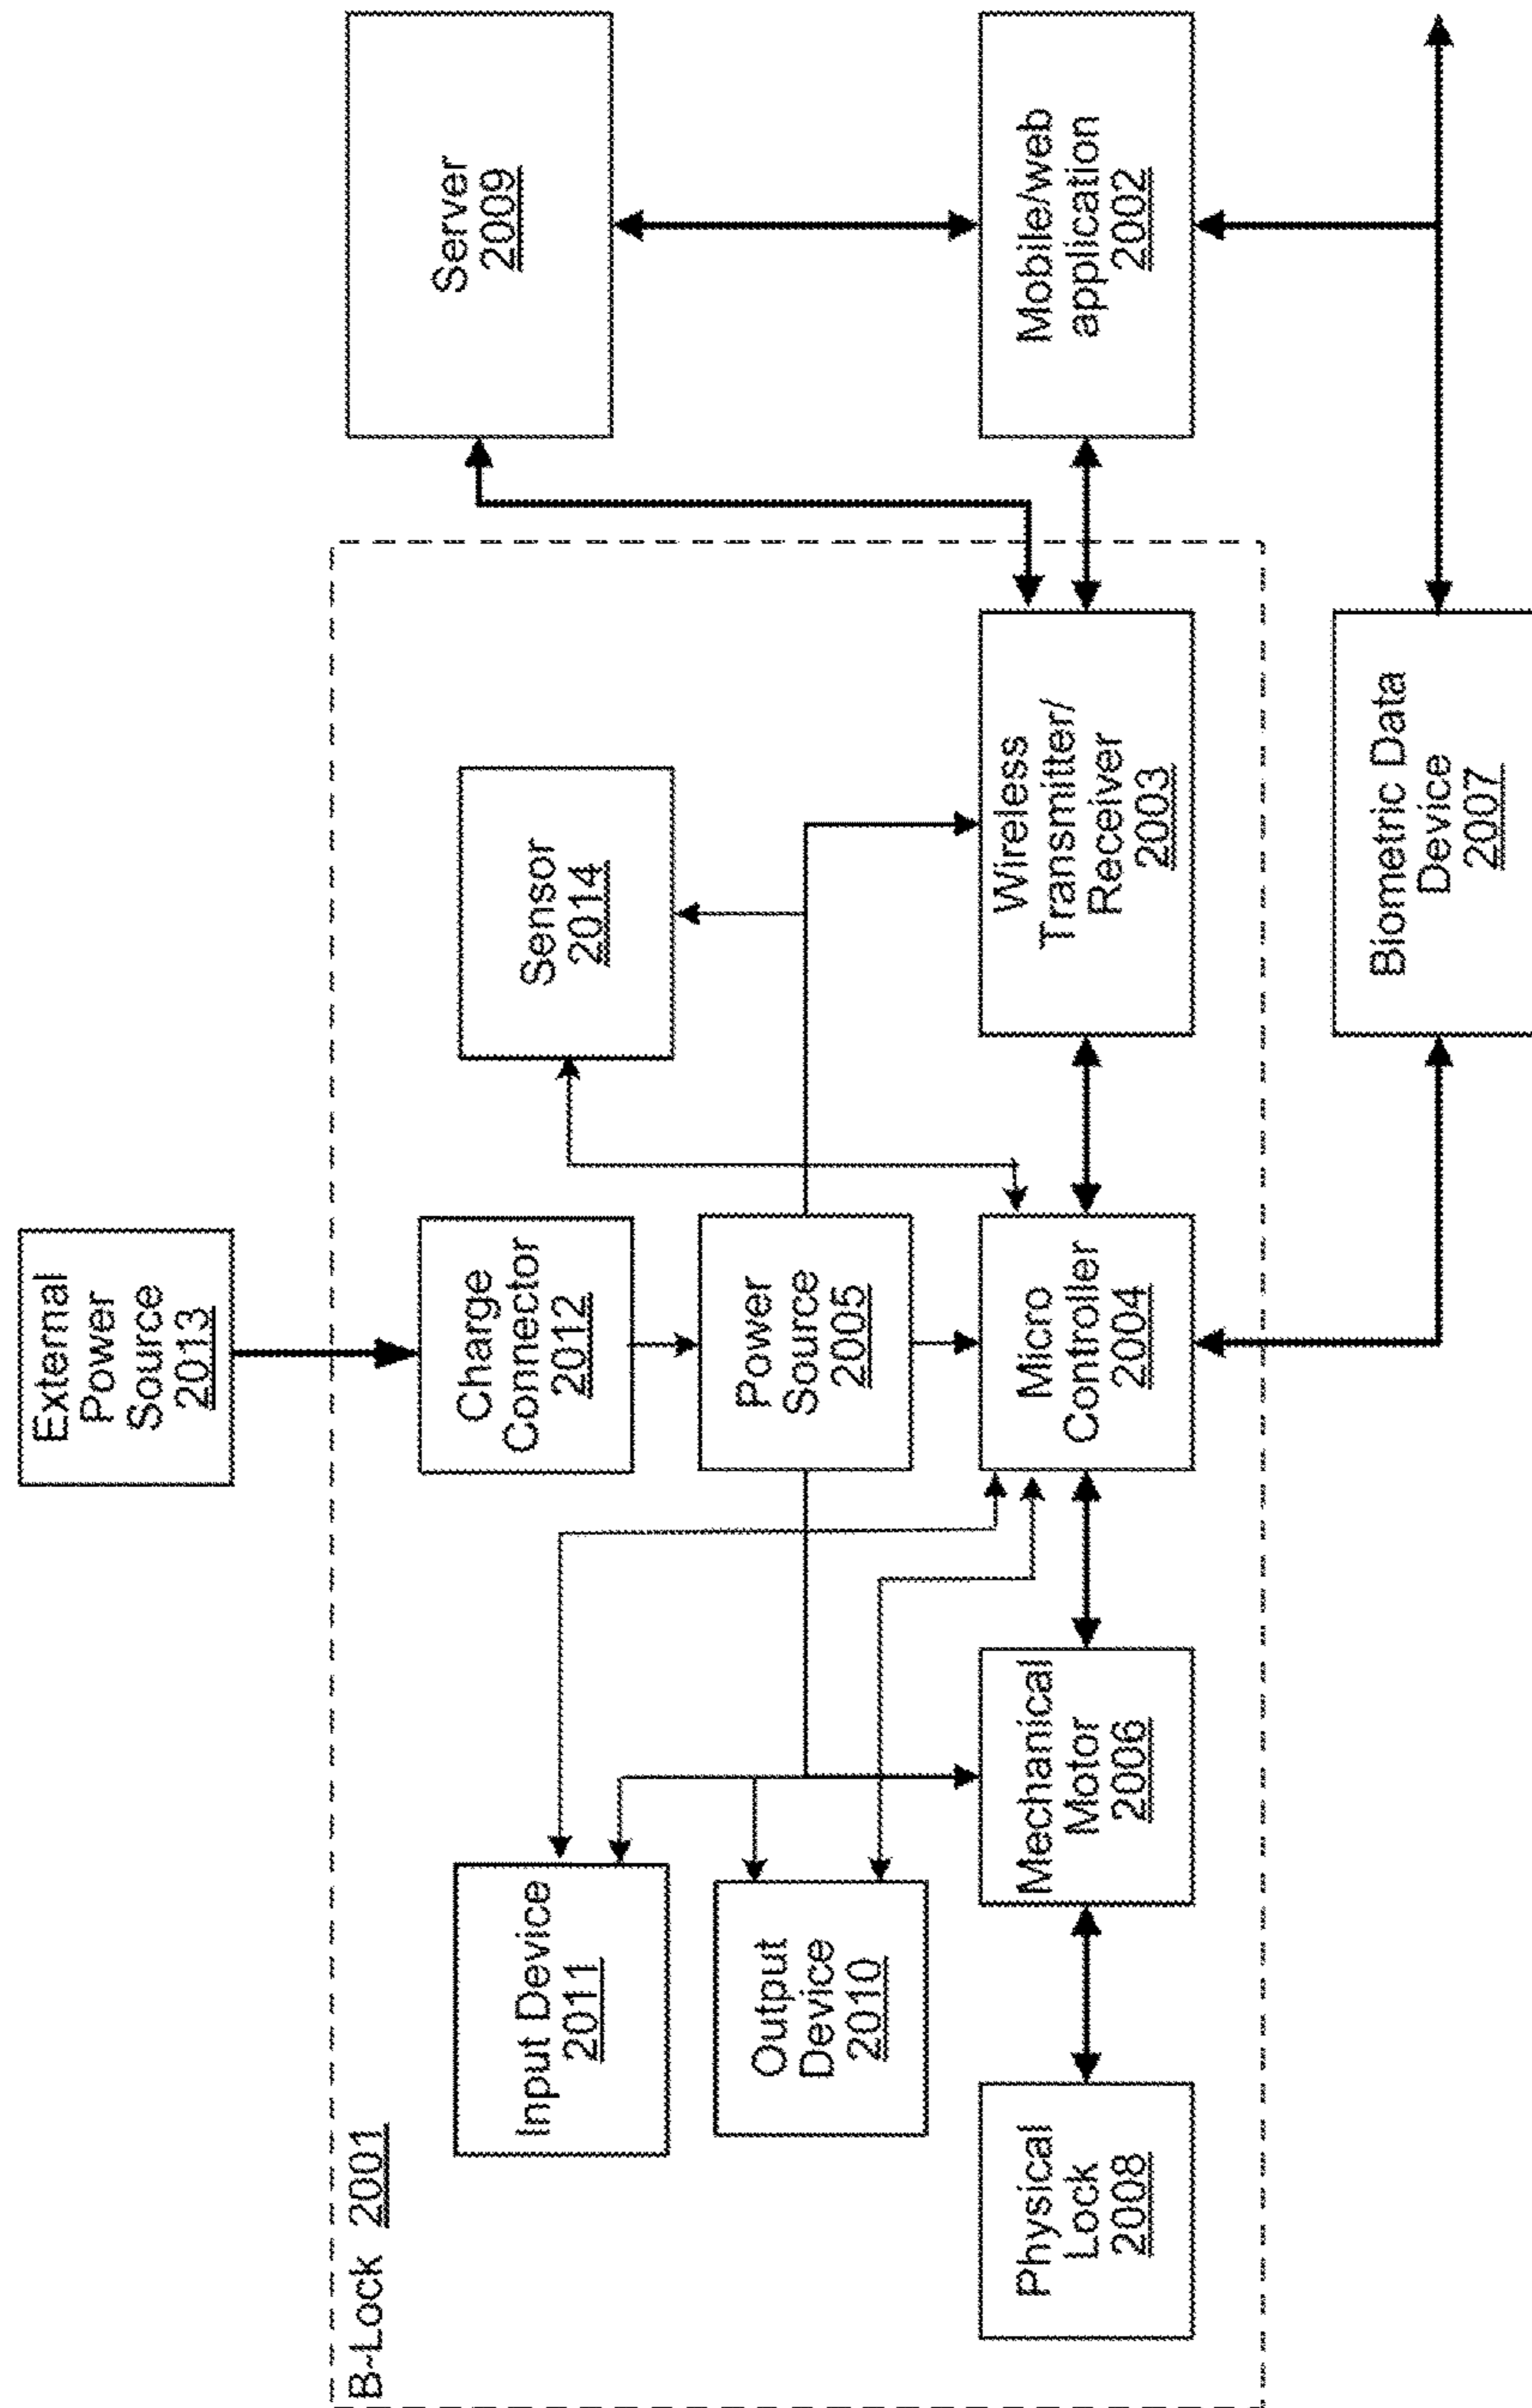 External
Power
Source
2013
B-Lock 2001
Input Device
2011
Charge
Connector
2012
Sensor
2014
Server
2009
Output
Device
2010
Power
Source
2005
Physical
Lock
2008
Mechanical
Motor
2006
Micro
Controller
2004
Wireless
Transmitter/
Receiver
2003
Mobile/web
application
2002
Biometric Data
Device
2007